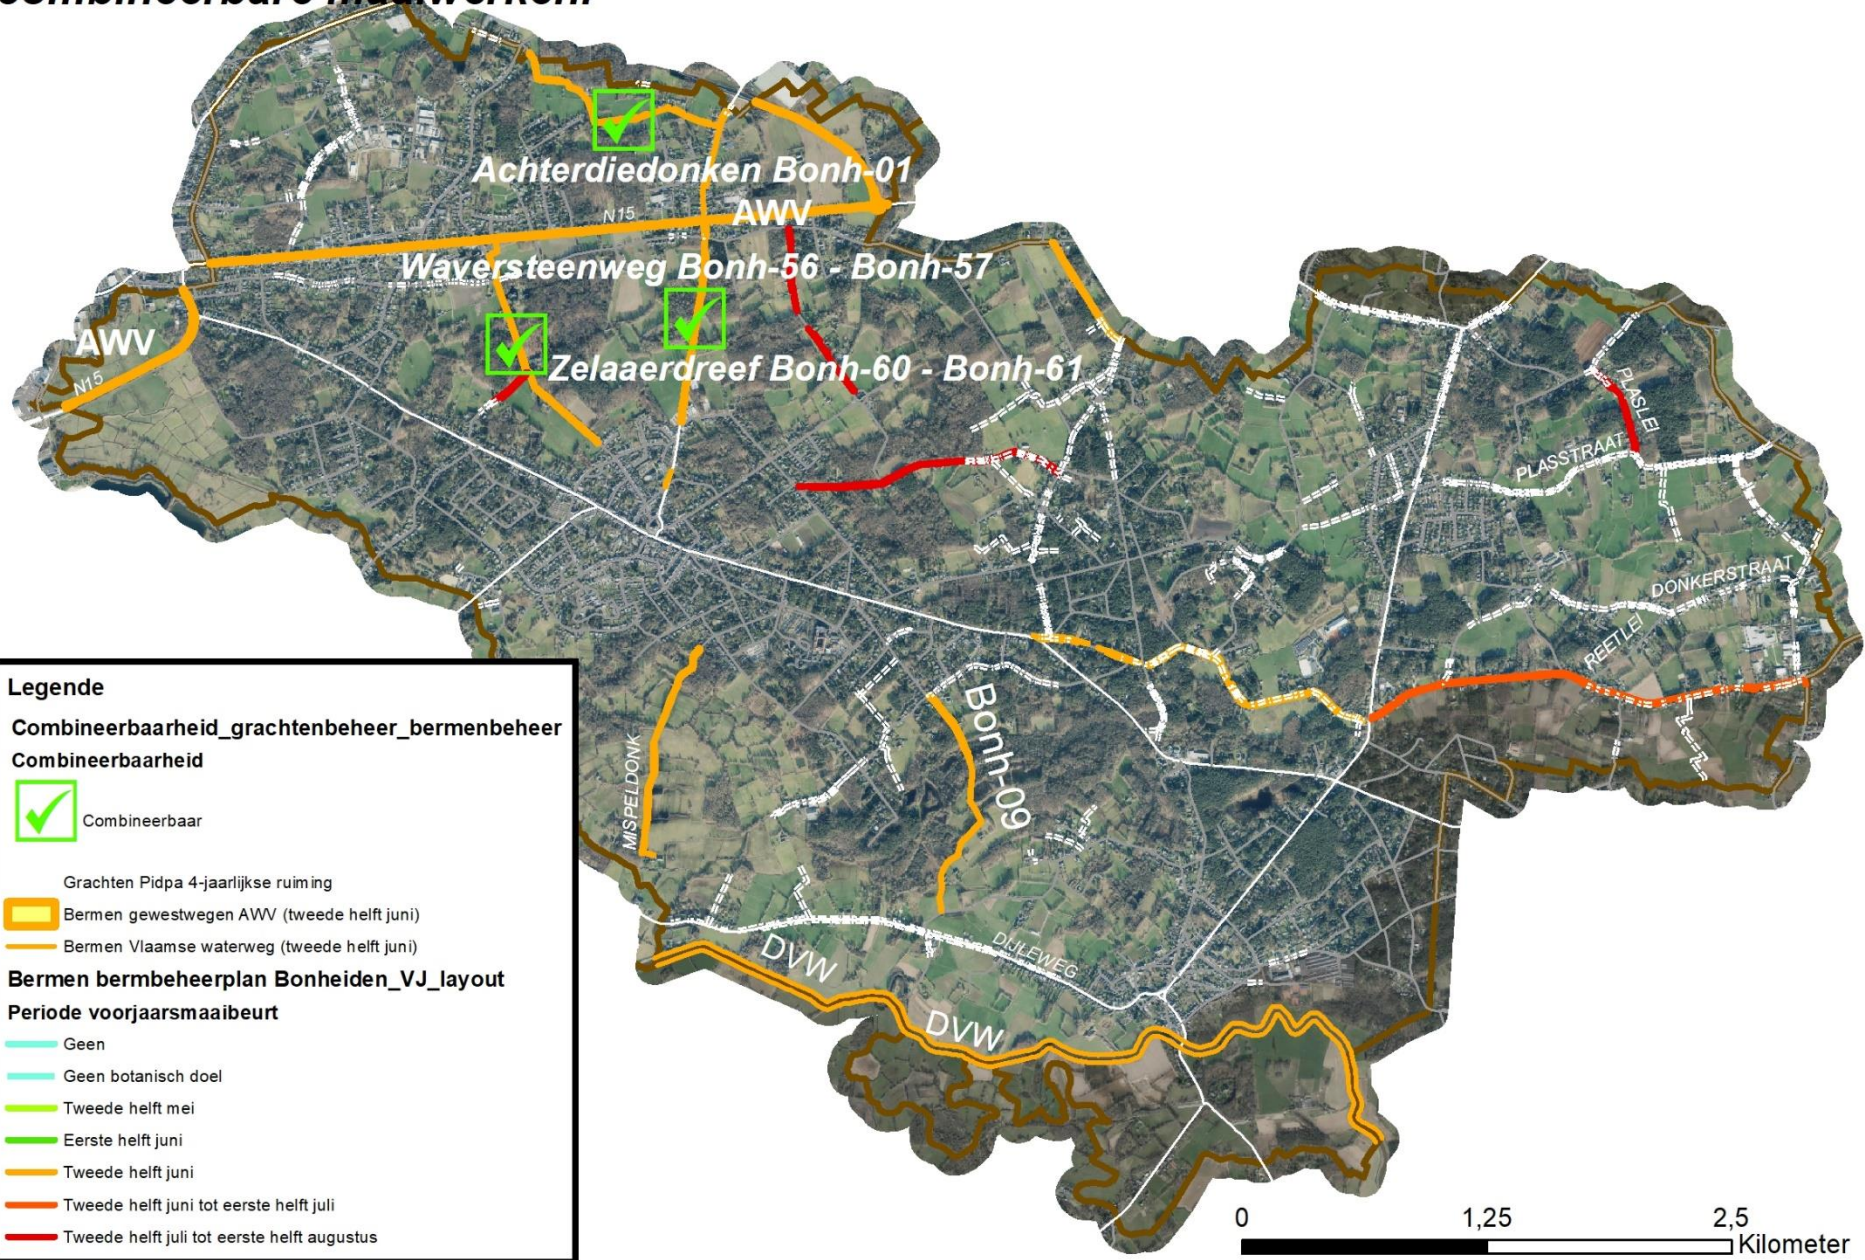 combineerbare maaiwerken.
Achterdiedonken Bonh-01
N15
AWV
Waversteenweg Bonh-56 - Bonh-57
AWV
Zelaaerdreef Bonh-60 - Bonh-61
N15
PLASLEI
PLASSTRAAT
DONKERSTRAAT
REETLEI
MISPELDONK
Bonh-09
DIJLEWEG
DVW
DVW
Legende
Combineerbaarheid_grachtenbeheer_bermenbeheer
Combineerbaarheid
Combineerbaar
Grachten Pidpa 4-jaarlijkse ruiming
Bermen gewestwegen AWV (tweede helft juni)
Bermen Vlaamse waterweg (tweede helft juni)
Bermen bermbeheerplan Bonheiden_VJ_layout
Periode voorjaarsmaaibeurt
Geen
Geen botanisch doel
Tweede helft mei
Eerste helft juni
Tweede helft juni
Tweede helft juni tot eerste helft juli
Tweede helft juli tot eerste helft augustus
0 1,25 2,5
Kilometer